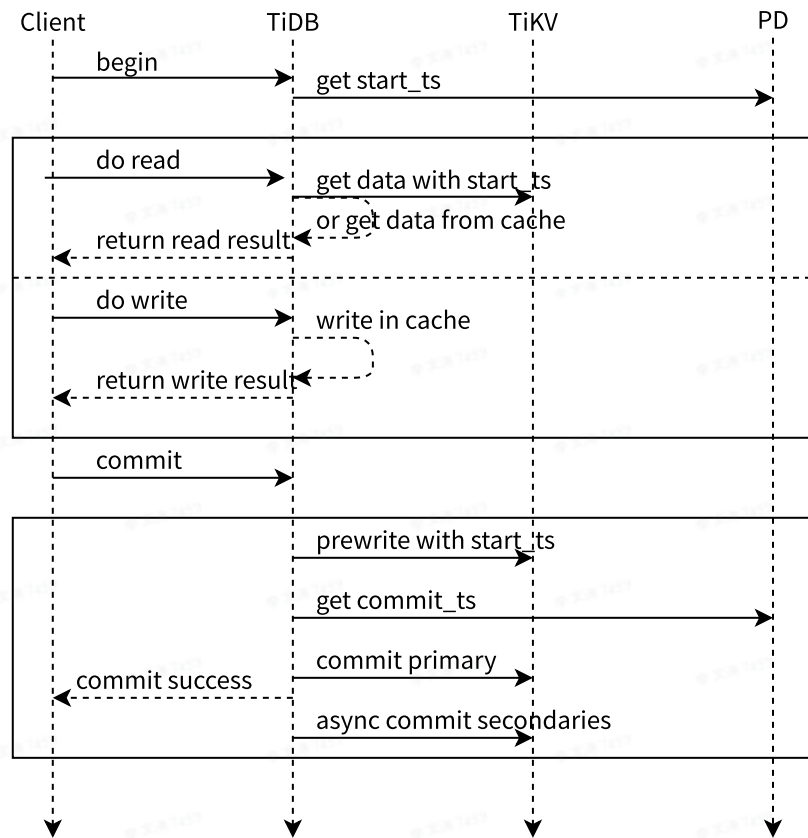 Client TiDB TiKV PD
begin
get start_ts
do read
get data with start_ts
or get data from cache
return read result
do write
write in cache
return write result
commit
prewrite with start_ts
get commit_ts
commit primary
commit success
async commit secondaries